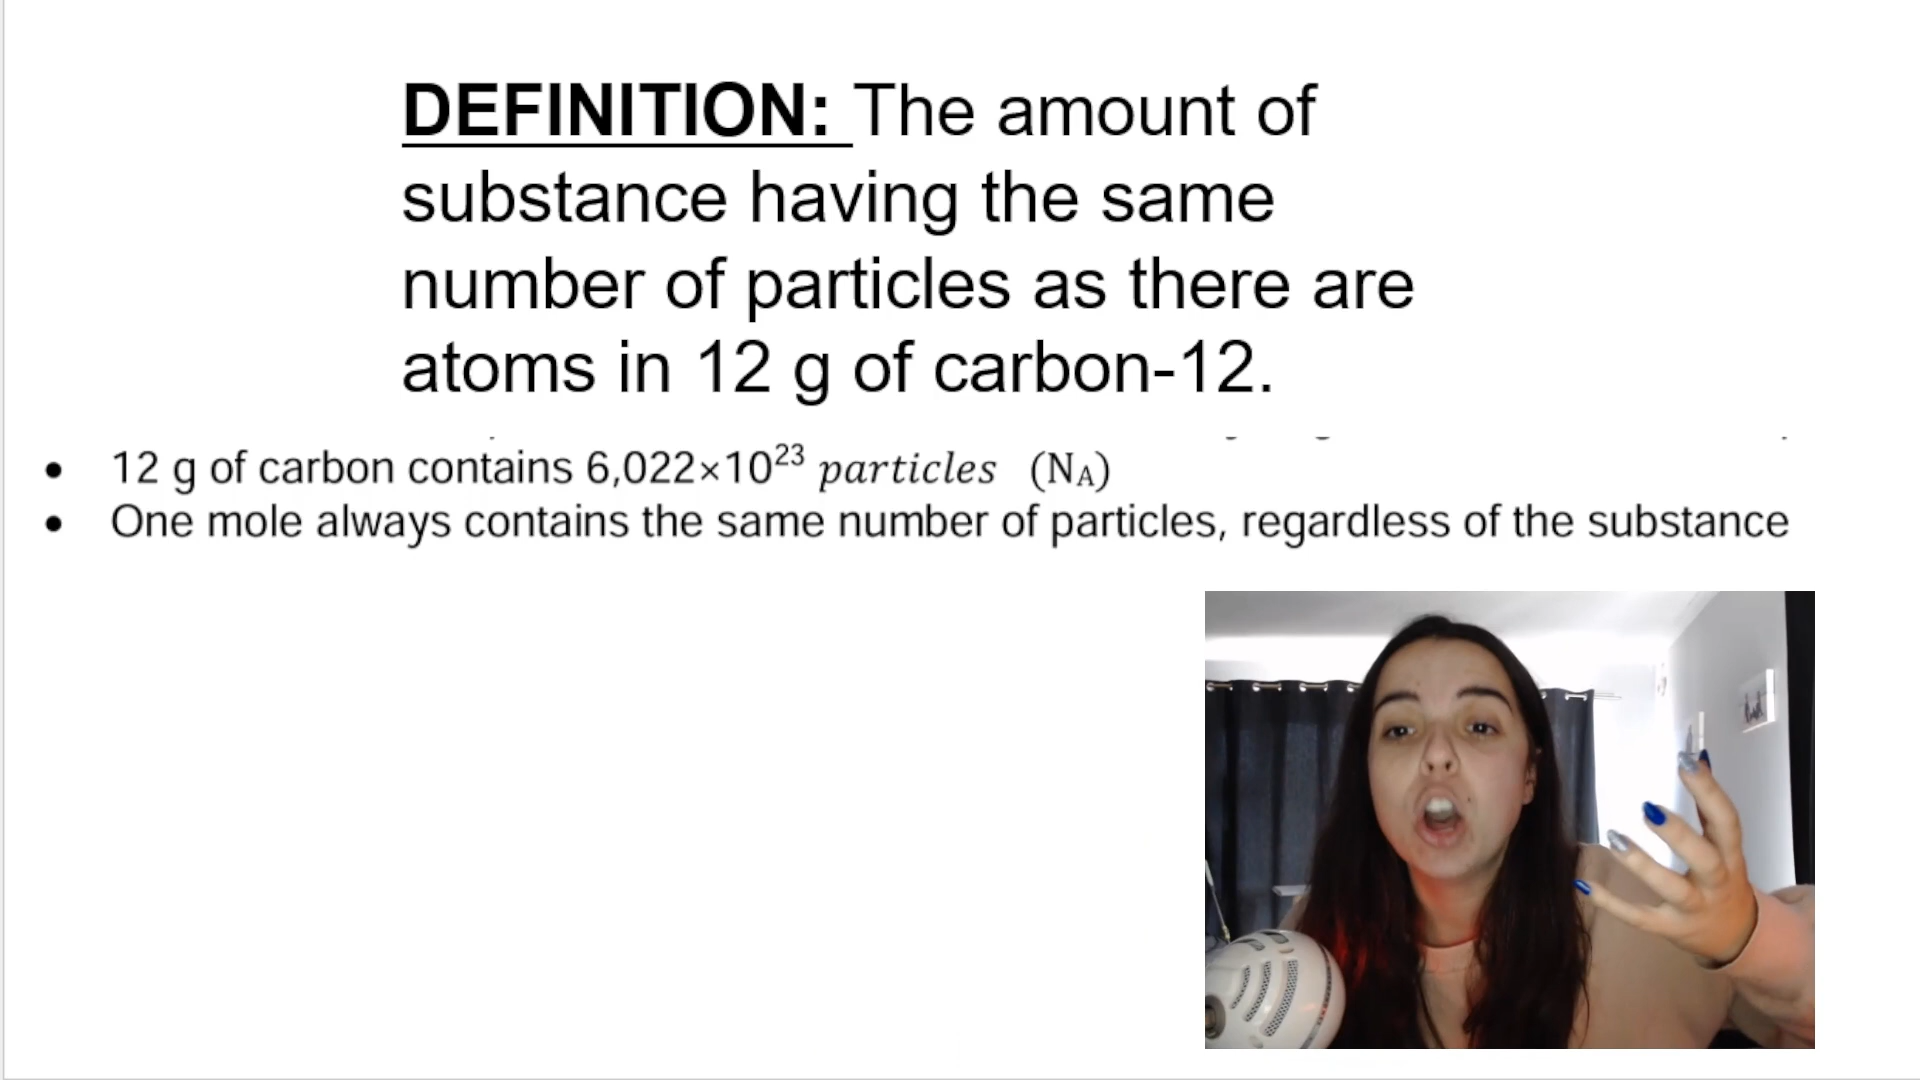 DEFINITION: The amount of
substance having the same
number of particles as there are
atoms in 12 g of carbon-12.
• 12 g of carbon contains 6,022×10²³ particles (Nₐ)
• One mole always contains the same number of particles, regardless of the substance